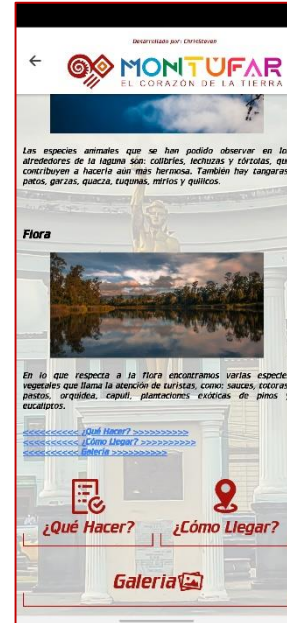 Desarrollado por: ChrisSteven
MONTÚFAR
EL CORAZÓN DE LA TIERRA
Las especies animales que se han podido observar en los
alrededores de la laguna són: colibríes, lechuzas y tórtolas, que
contribuyen a hacerla aún más hermosa. También hay tangaras,
patos, garzas, quacza, tuqunas, mirlos y quilicos.
Flora
En lo que respecta a la flora encontramos varias especies
vegetales que llama la atención de turistas, como: sauces, totoras,
pastos, orquídea, capulí, plantaciones exóticas de pinos y
eucaliptos.
<<<<<<<<<< ¿Qué Hacer? >>>>>>>>>>
<<<<<<<<<< ¿Cómo Llegar? >>>>>>>>>>
<<<<<<<<<< Galeria >>>>>>>>>>
¿Qué Hacer? ¿Cómo Llegar?
Galeria